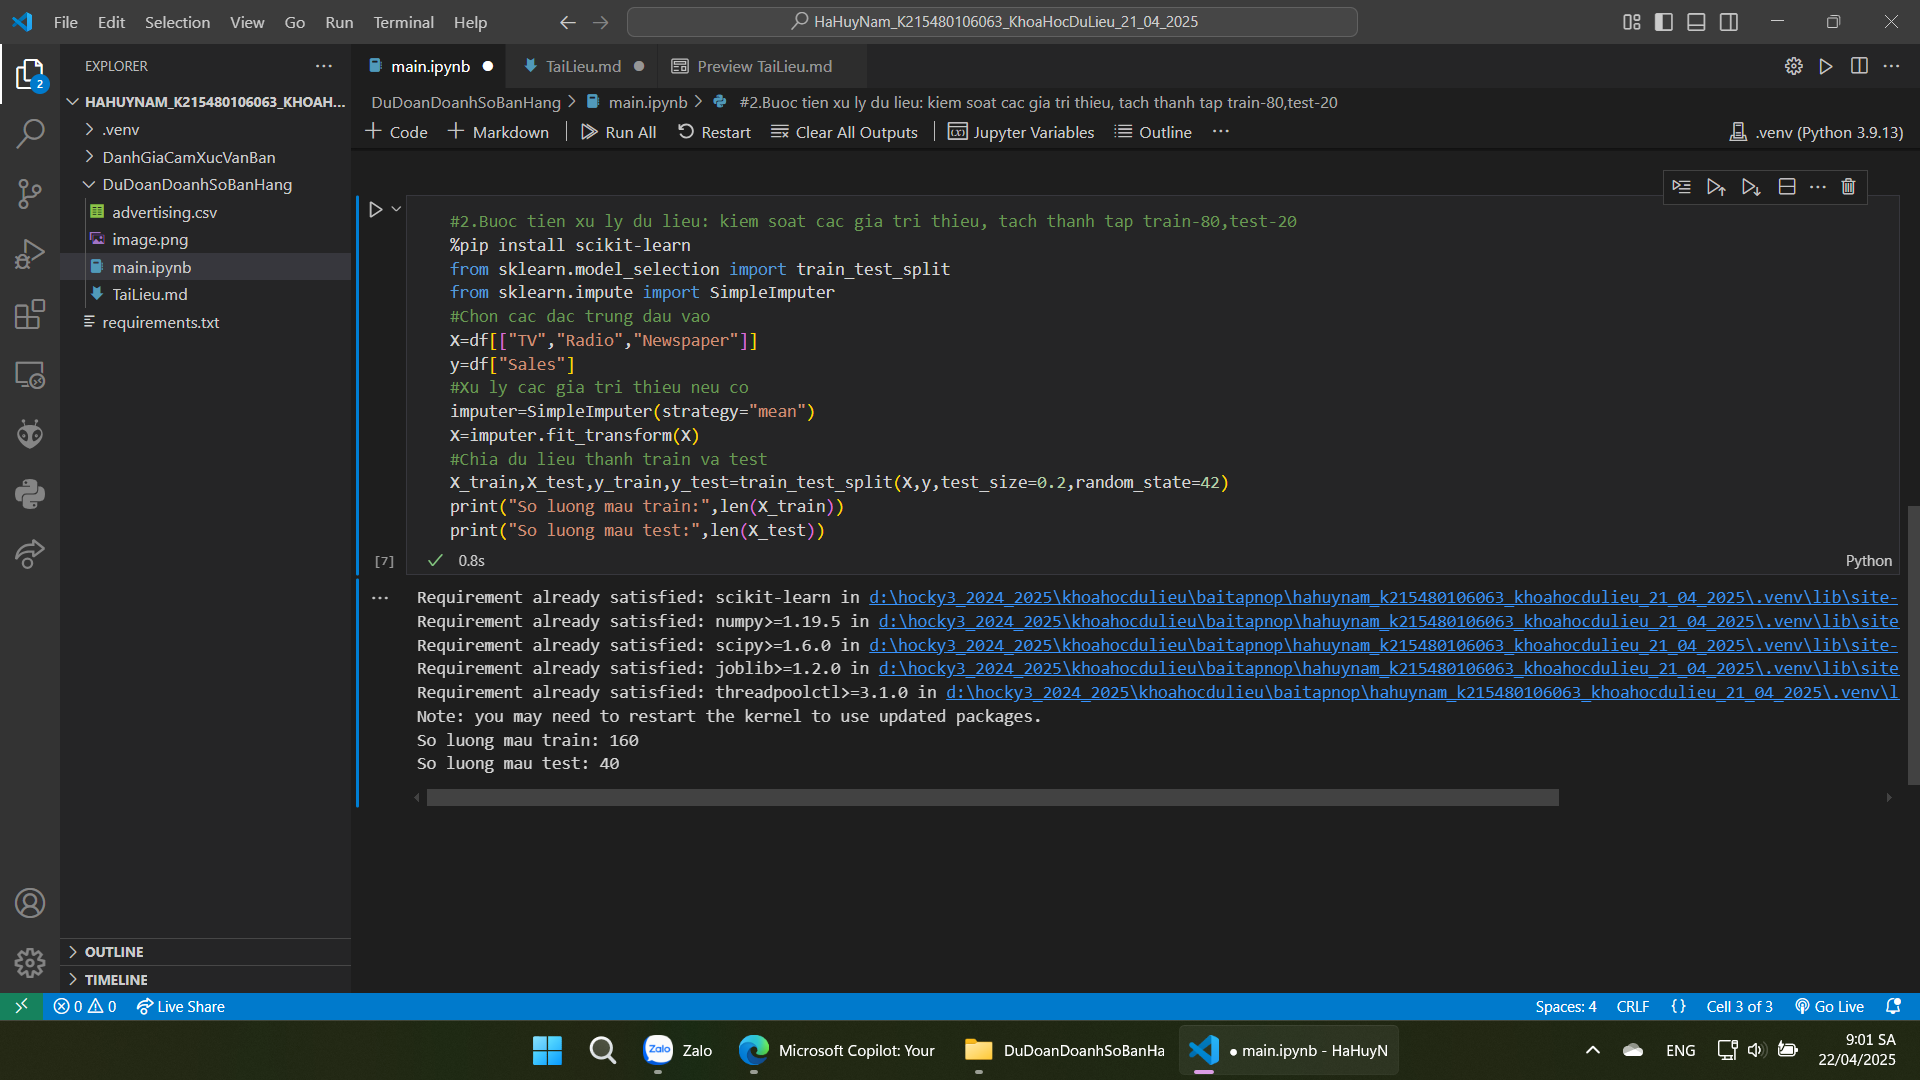 File Edit Selection View Go Run Terminal Help
HaHuyNam_K215480106063_KhoaHocDuLieu_21_04_2025
2
EXPLORER
HAHUYNAM_K215480106063_KHOAH...
.venv
DanhGiaCamXucVanBan
DuDoanDoanhSoBanHang
advertising.csv
image.png
main.ipynb
TaiLieu.md
requirements.txt
OUTLINE
TIMELINE
main.ipynb TaiLieu.md Preview TaiLieu.md
DuDoanDoanhSoBanHang > main.ipynb > #2.Buoc tien xu ly du lieu: kiem soat cac gia tri thieu, tach thanh tap train-80,test-20
+ Code + Markdown Run All Restart Clear All Outputs Jupyter Variables Outline ... .venv (Python 3.9.13)
#2.Buoc tien xu ly du lieu: kiem soat cac gia tri thieu, tach thanh tap train-80,test-20
%pip install scikit-learn
from sklearn.model_selection import train_test_split
from sklearn.impute import SimpleImputer
#Chon cac dac trung dau vao
X=df[["TV","Radio","Newspaper"]]
y=df["Sales"]
#Xu ly cac gia tri thieu neu co
imputer=SimpleImputer(strategy="mean")
X=imputer.fit_transform(X)
#Chia du lieu thanh train va test
X_train,X_test,y_train,y_test=train_test_split(X,y,test_size=0.2,random_state=42)
print("So luong mau train:",len(X_train))
print("So luong mau test:",len(X_test))
[7] 0.8s Python
Requirement already satisfied: scikit-learn in d:\hocky3_2024_2025\khoahocdulieu\baitapnop\hahuynam_k215480106063_khoahocdulieu_21_04_2025\.venv\lib\site-
Requirement already satisfied: numpy>=1.19.5 in d:\hocky3_2024_2025\khoahocdulieu\baitapnop\hahuynam_k215480106063_khoahocdulieu_21_04_2025\.venv\lib\site
Requirement already satisfied: scipy>=1.6.0 in d:\hocky3_2024_2025\khoahocdulieu\baitapnop\hahuynam_k215480106063_khoahocdulieu_21_04_2025\.venv\lib\site-
Requirement already satisfied: joblib>=1.2.0 in d:\hocky3_2024_2025\khoahocdulieu\baitapnop\hahuynam_k215480106063_khoahocdulieu_21_04_2025\.venv\lib\site
Requirement already satisfied: threadpoolctl>=3.1.0 in d:\hocky3_2024_2025\khoahocdulieu\baitapnop\hahuynam_k215480106063_khoahocdulieu_21_04_2025\.venv\l
Note: you may need to restart the kernel to use updated packages.
So luong mau train: 160
So luong mau test: 40
0 0 Live Share Spaces: 4 CRLF {} Cell 3 of 3 Go Live
Zalo Zalo Microsoft Copilot: Your DuDoanDoanhSoBanHa ● main.ipynb - HaHuyN ENG 9:01 SA
22/04/2025